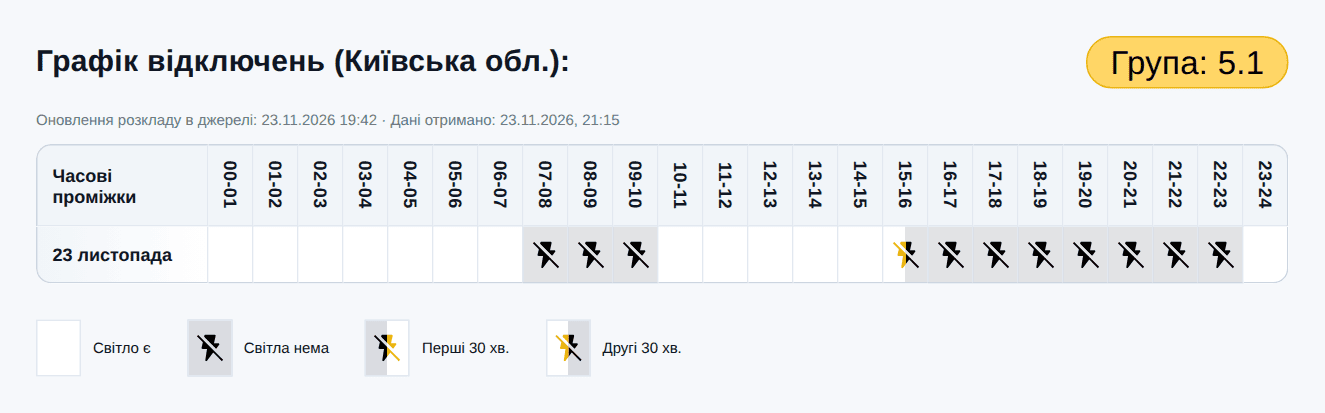 Графік відключень (Київська обл.):
Група: 5.1
Оновлення розкладу в джерелі: 23.11.2026 19:42 · Дані отримано: 23.11.2026, 21:15
Часові
проміжки
00-01
01-02
02-03
03-04
04-05
05-06
06-07
07-08
08-09
09-10
10-11
11-12
12-13
13-14
14-15
15-16
16-17
17-18
18-19
19-20
20-21
21-22
22-23
23-24
23 листопада
Світло є
Світла нема
Перші 30 хв.
Другі 30 хв.